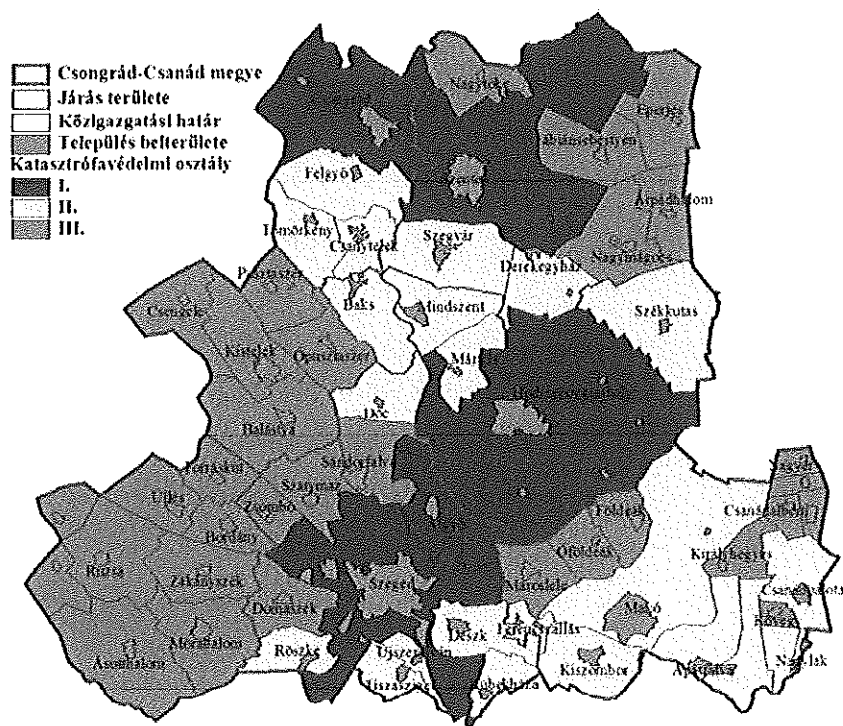 Csongrád-Csanád megye
Járás területe
Közigazgatási határ
Település belterülete
Katasztrófavédelmi osztály
I.
II.
III.
Felgyő
Tömörkény
Csanytelek
Szegvár
Derekegyház
Árpádhalom
Nagymágocs
Székkutas
Baks
Mindszent
Csengele
Kistelek
Ópusztaszer
Dóc
Balástya
Sándorfalva
Szatymaz
Forráskút
Üllés
Zsombó
Bordány
Ruzsa
Zákányszék
Domaszék
Szeged
Ásotthalom
Mórahalom
Röszke
Deszk
Ferencszállás
Kiszombor
Makó
Maroslele
Óföldeák
Földeák
Királyhegyes
Csanádpalota
Apátfalva
Nagylak
Újszentiván
Tiszasziget
Kübekháza